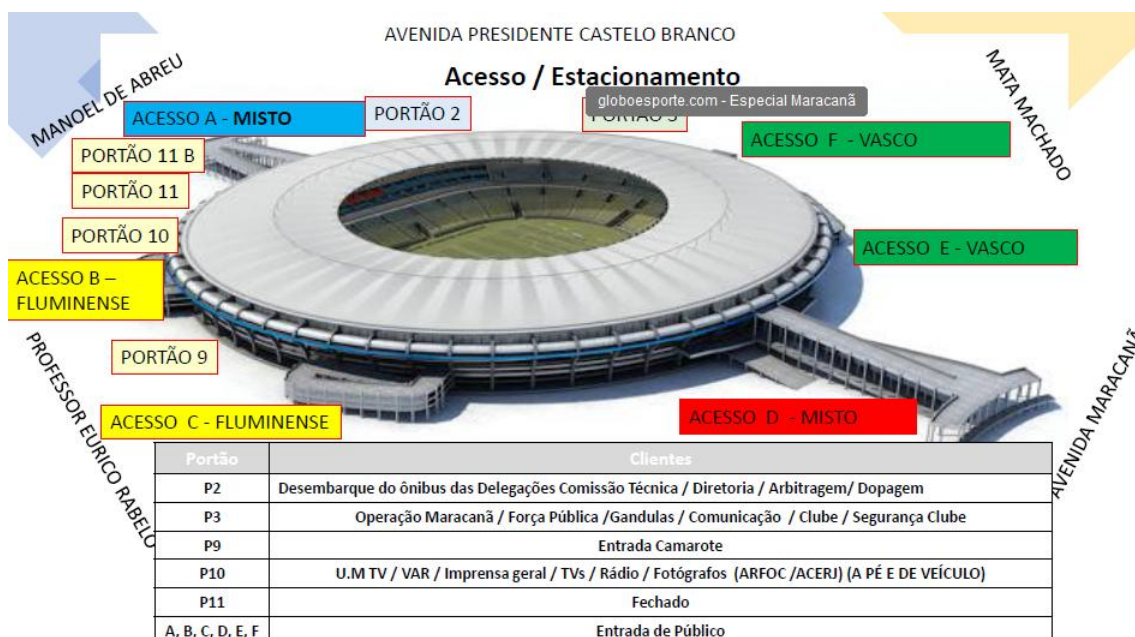 AVENIDA PRESIDENTE CASTELO BRANCO
Acesso / Estacionamento
globoesporte.com - Especial Maracanã
MANOEL DE ABREU
MATA MACHADO
ACESSO A - MISTO
PORTÃO 2
ACESSO F - VASCO
PORTÃO 11 B
PORTÃO 11
PORTÃO 10
ACESSO E - VASCO
ACESSO B –
FLUMINENSE
PORTÃO 9
PROFESSOR EURICO RABELO
AVENIDA MARACANÃ
ACESSO C - FLUMINENSE
ACESSO D - MISTO
Portão Clientes
P2 Desembarque do ônibus das Delegações Comissão Técnica / Diretoria / Arbitragem/ Dopagem
P3 Operação Maracanã / Força Pública /Gandulas / Comunicação / Clube / Segurança Clube
P9 Entrada Camarote
P10 U.M TV / VAR / Imprensa geral / TVs / Rádio / Fotógrafos (ARFOC /ACERJ) (A PÉ E DE VEÍCULO)
P11 Fechado
A, B, C, D, E, F Entrada de Público